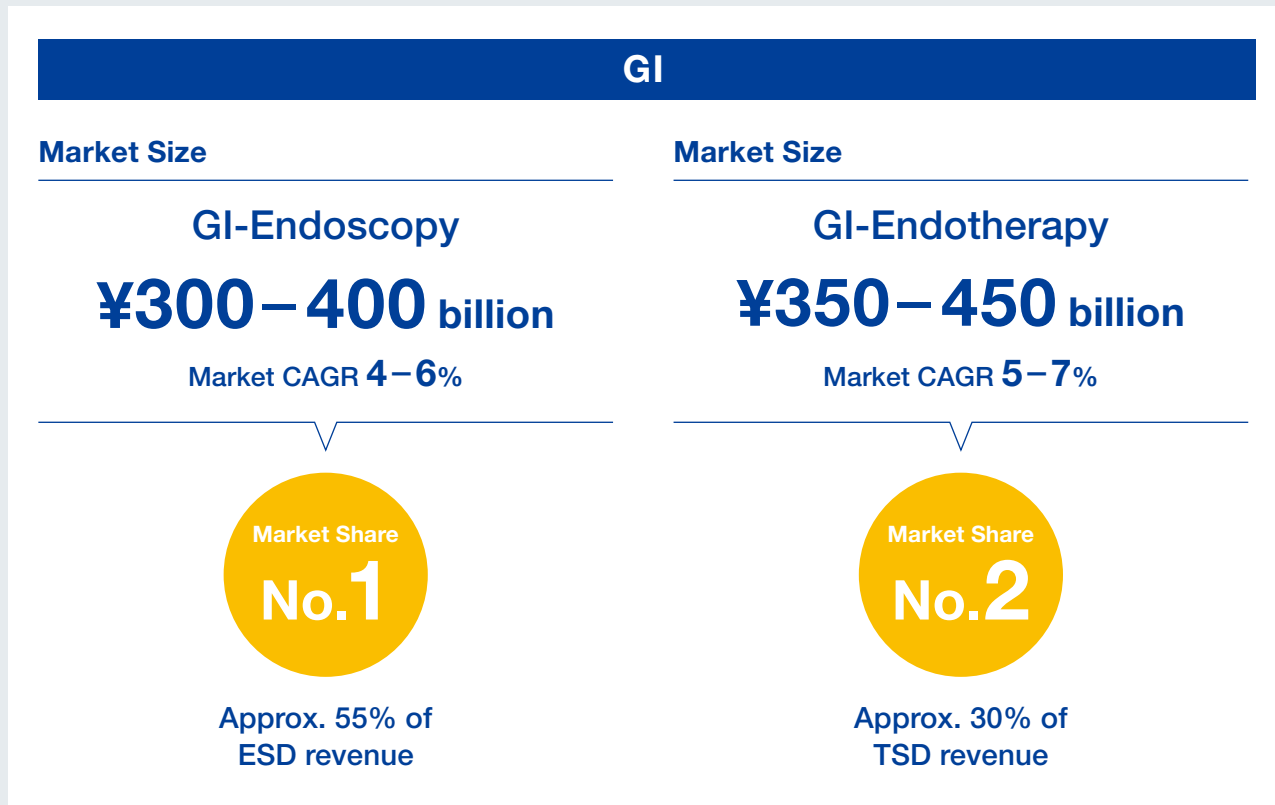 GI
Market Size
GI-Endoscopy
¥300–400 billion
Market CAGR 4–6%
Market Share
No.1
Approx. 55% of
ESD revenue
Market Size
GI-Endotherapy
¥350–450 billion
Market CAGR 5–7%
Market Share
No.2
Approx. 30% of
TSD revenue